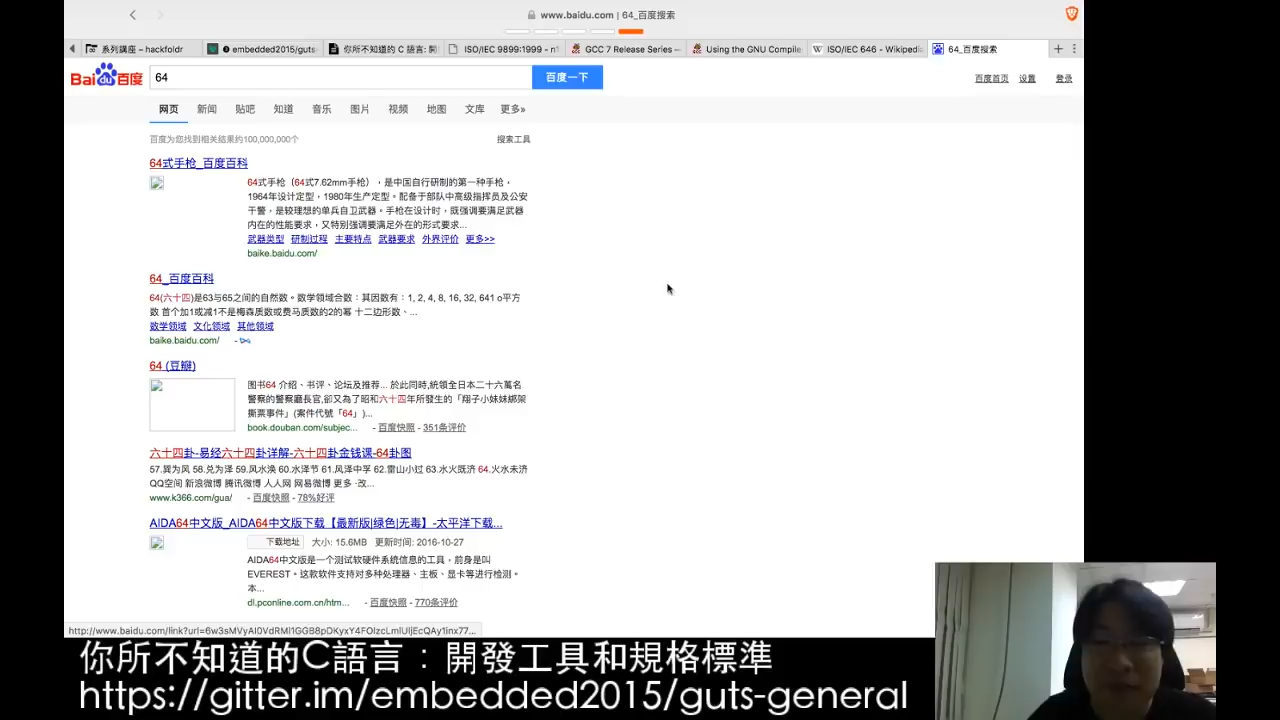 www.baidu.com | 64_百度搜索
系列講座 – hackfoldr
embedded2015/guts-
你所不知道的 C 語言: 開
ISO/IEC 9899:1999 – n1
GCC 7 Release Series —
Using the GNU Compile
ISO/IEC 646 - Wikipedi
64_百度搜索
Bai百度
64
百度一下
百度首页 设置 登录
网页 新闻 贴吧 知道 音乐 图片 视频 地图 文库 更多»
百度为您找到相关结果约100,000,000个
搜索工具
64式手枪_百度百科
64式手枪（64式7.62mm手枪），是中国自行研制的第一种手枪，
1964年设计定型，1980年生产定型。配备于部队中高级指挥员及公安
干警，是较理想的单兵自卫武器。手枪在设计时，既强调要满足武器
内在的性能要求，又特别强调要满足外在的形式要求...
武器类型 研制过程 主要特点 武器要求 外界评价 更多>>
baike.baidu.com/
64_百度百科
64(六十四)是63与65之间的自然数。数学领域合数：其因数有：1, 2, 4, 8, 16, 32, 641 o平方
数 首个加1或减1不是梅森质数或费马质数的2的幂 十二边形数、...
数学领域 文化领域 其他领域
baike.baidu.com/ -
64 (豆瓣)
图书64 介绍、书评、论坛及推荐... 於此同時,統領全日本二十六萬名
警察的警察廳長官,卻又為了昭和六十四年所發生的「翔子小妹妹綁架
撕票事件」(案件代號「64」)...
book.douban.com/subjec... - 百度快照 - 351条评价
六十四卦-易经六十四卦详解-六十四卦金钱课-64卦图
57.巽为风 58.兑为泽 59.风水涣 60.水泽节 61.风泽中孚 62.雷山小过 63.水火既济 64.火水未济
QQ空间 新浪微博 腾讯微博 人人网 网易微博 更多 ·改...
www.k366.com/gua/ - 百度快照 - 78%好评
AIDA64中文版_AIDA64中文版下载【最新版|绿色|无毒】-太平洋下载...
下载地址 大小: 15.6MB 更新时间: 2016-10-27
AIDA64中文版是一个测试软硬件系统信息的工具，前身是叫
EVEREST。这款软件支持对多种处理器、主板、显卡等进行检测。
本...
dl.pconline.com.cn/htm... - 百度快照 - 770条评价
你所不知道的C語言：開發工具和規格標準
https://gitter.im/embedded2015/guts-general